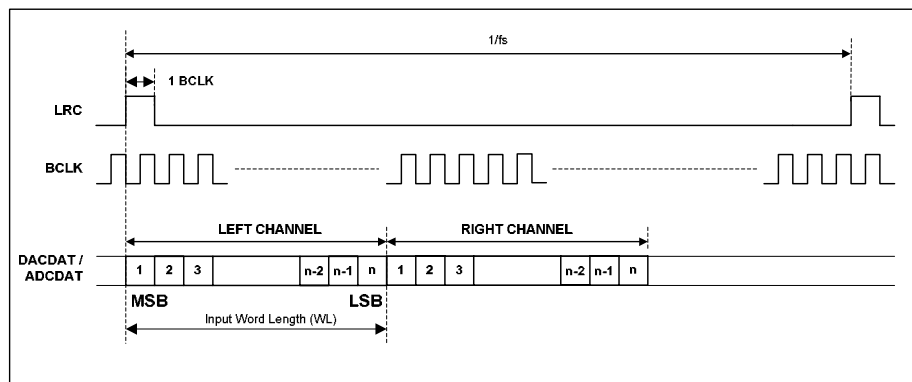 1/fs
1 BCLK
LRC
BCLK
LEFT CHANNEL RIGHT CHANNEL
DACDAT /
ADCDAT
1 2 3 n-2 n-1 n 1 2 3 n-2 n-1 n
MSB LSB
Input Word Length (WL)